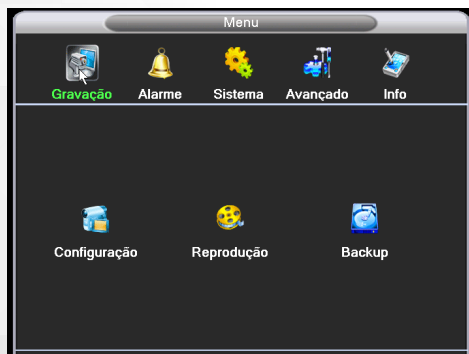 Menu
Gravação Alarme Sistema Avançado Info
Configuração Reprodução Backup